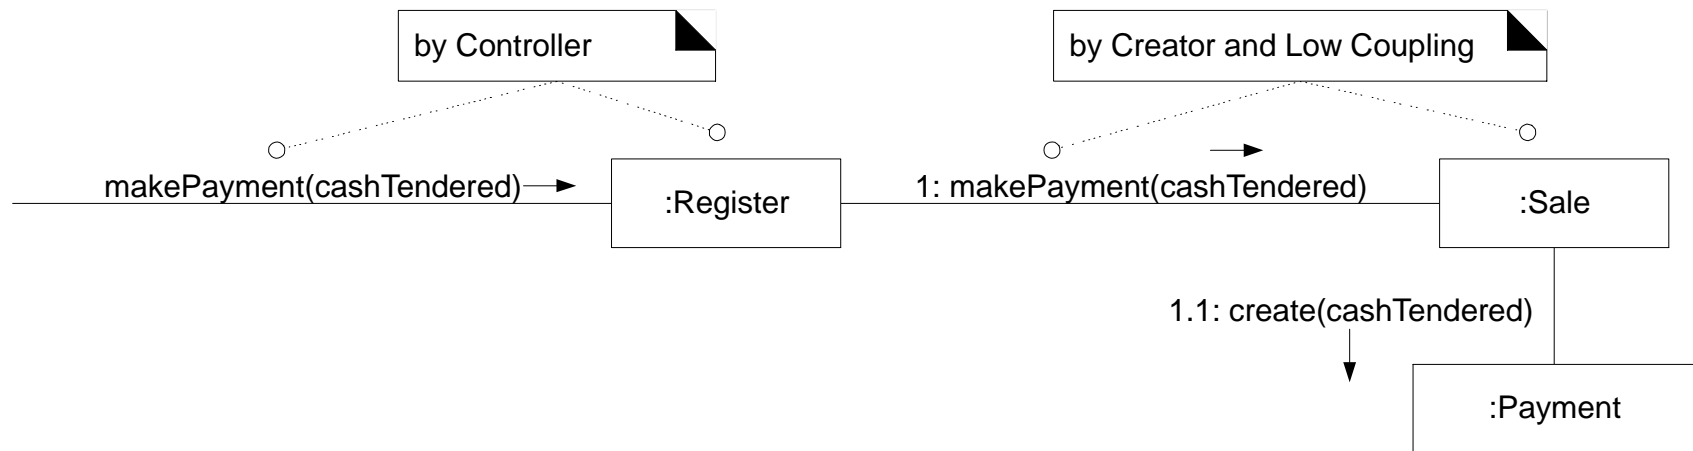 by Controller
by Creator and Low Coupling
makePayment(cashTendered)
:Register
1: makePayment(cashTendered)
:Sale
1.1: create(cashTendered)
:Payment